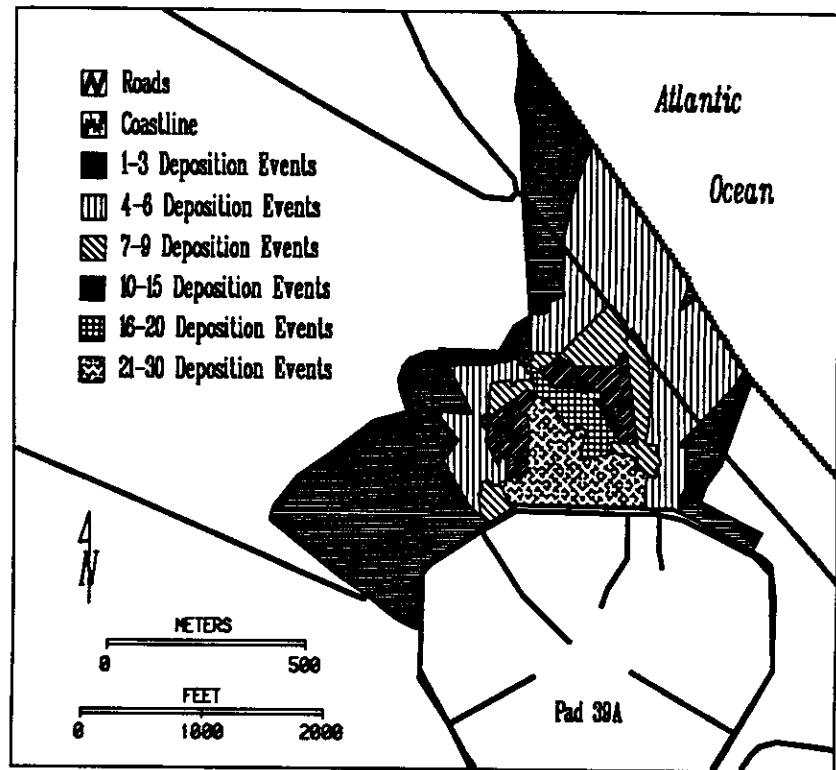 Roads
Coastline
1-3 Deposition Events
4-6 Deposition Events
7-9 Deposition Events
10-15 Deposition Events
16-20 Deposition Events
21-30 Deposition Events
Atlantic
Ocean
N
METERS
0 500
FEET
0 1000 2000
Pad 39A